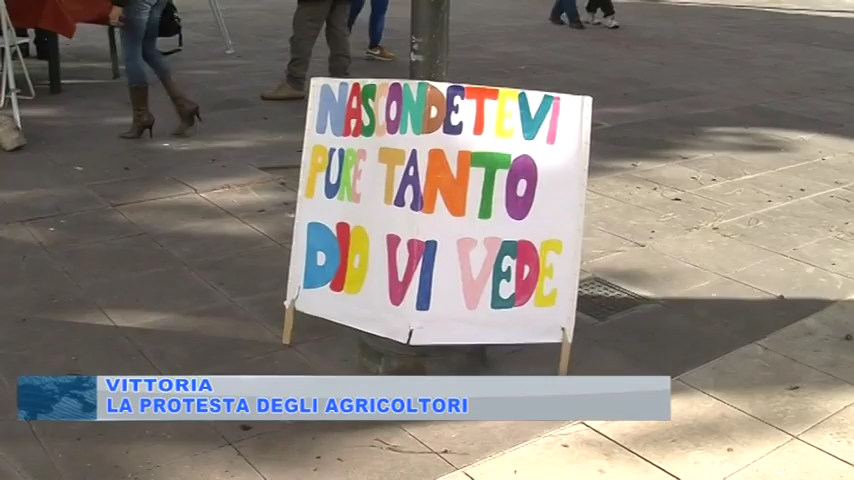 NASCONDETEVI
PURE TANTO
DIO VI VEDE
VITTORIA
LA PROTESTA DEGLI AGRICOLTORI